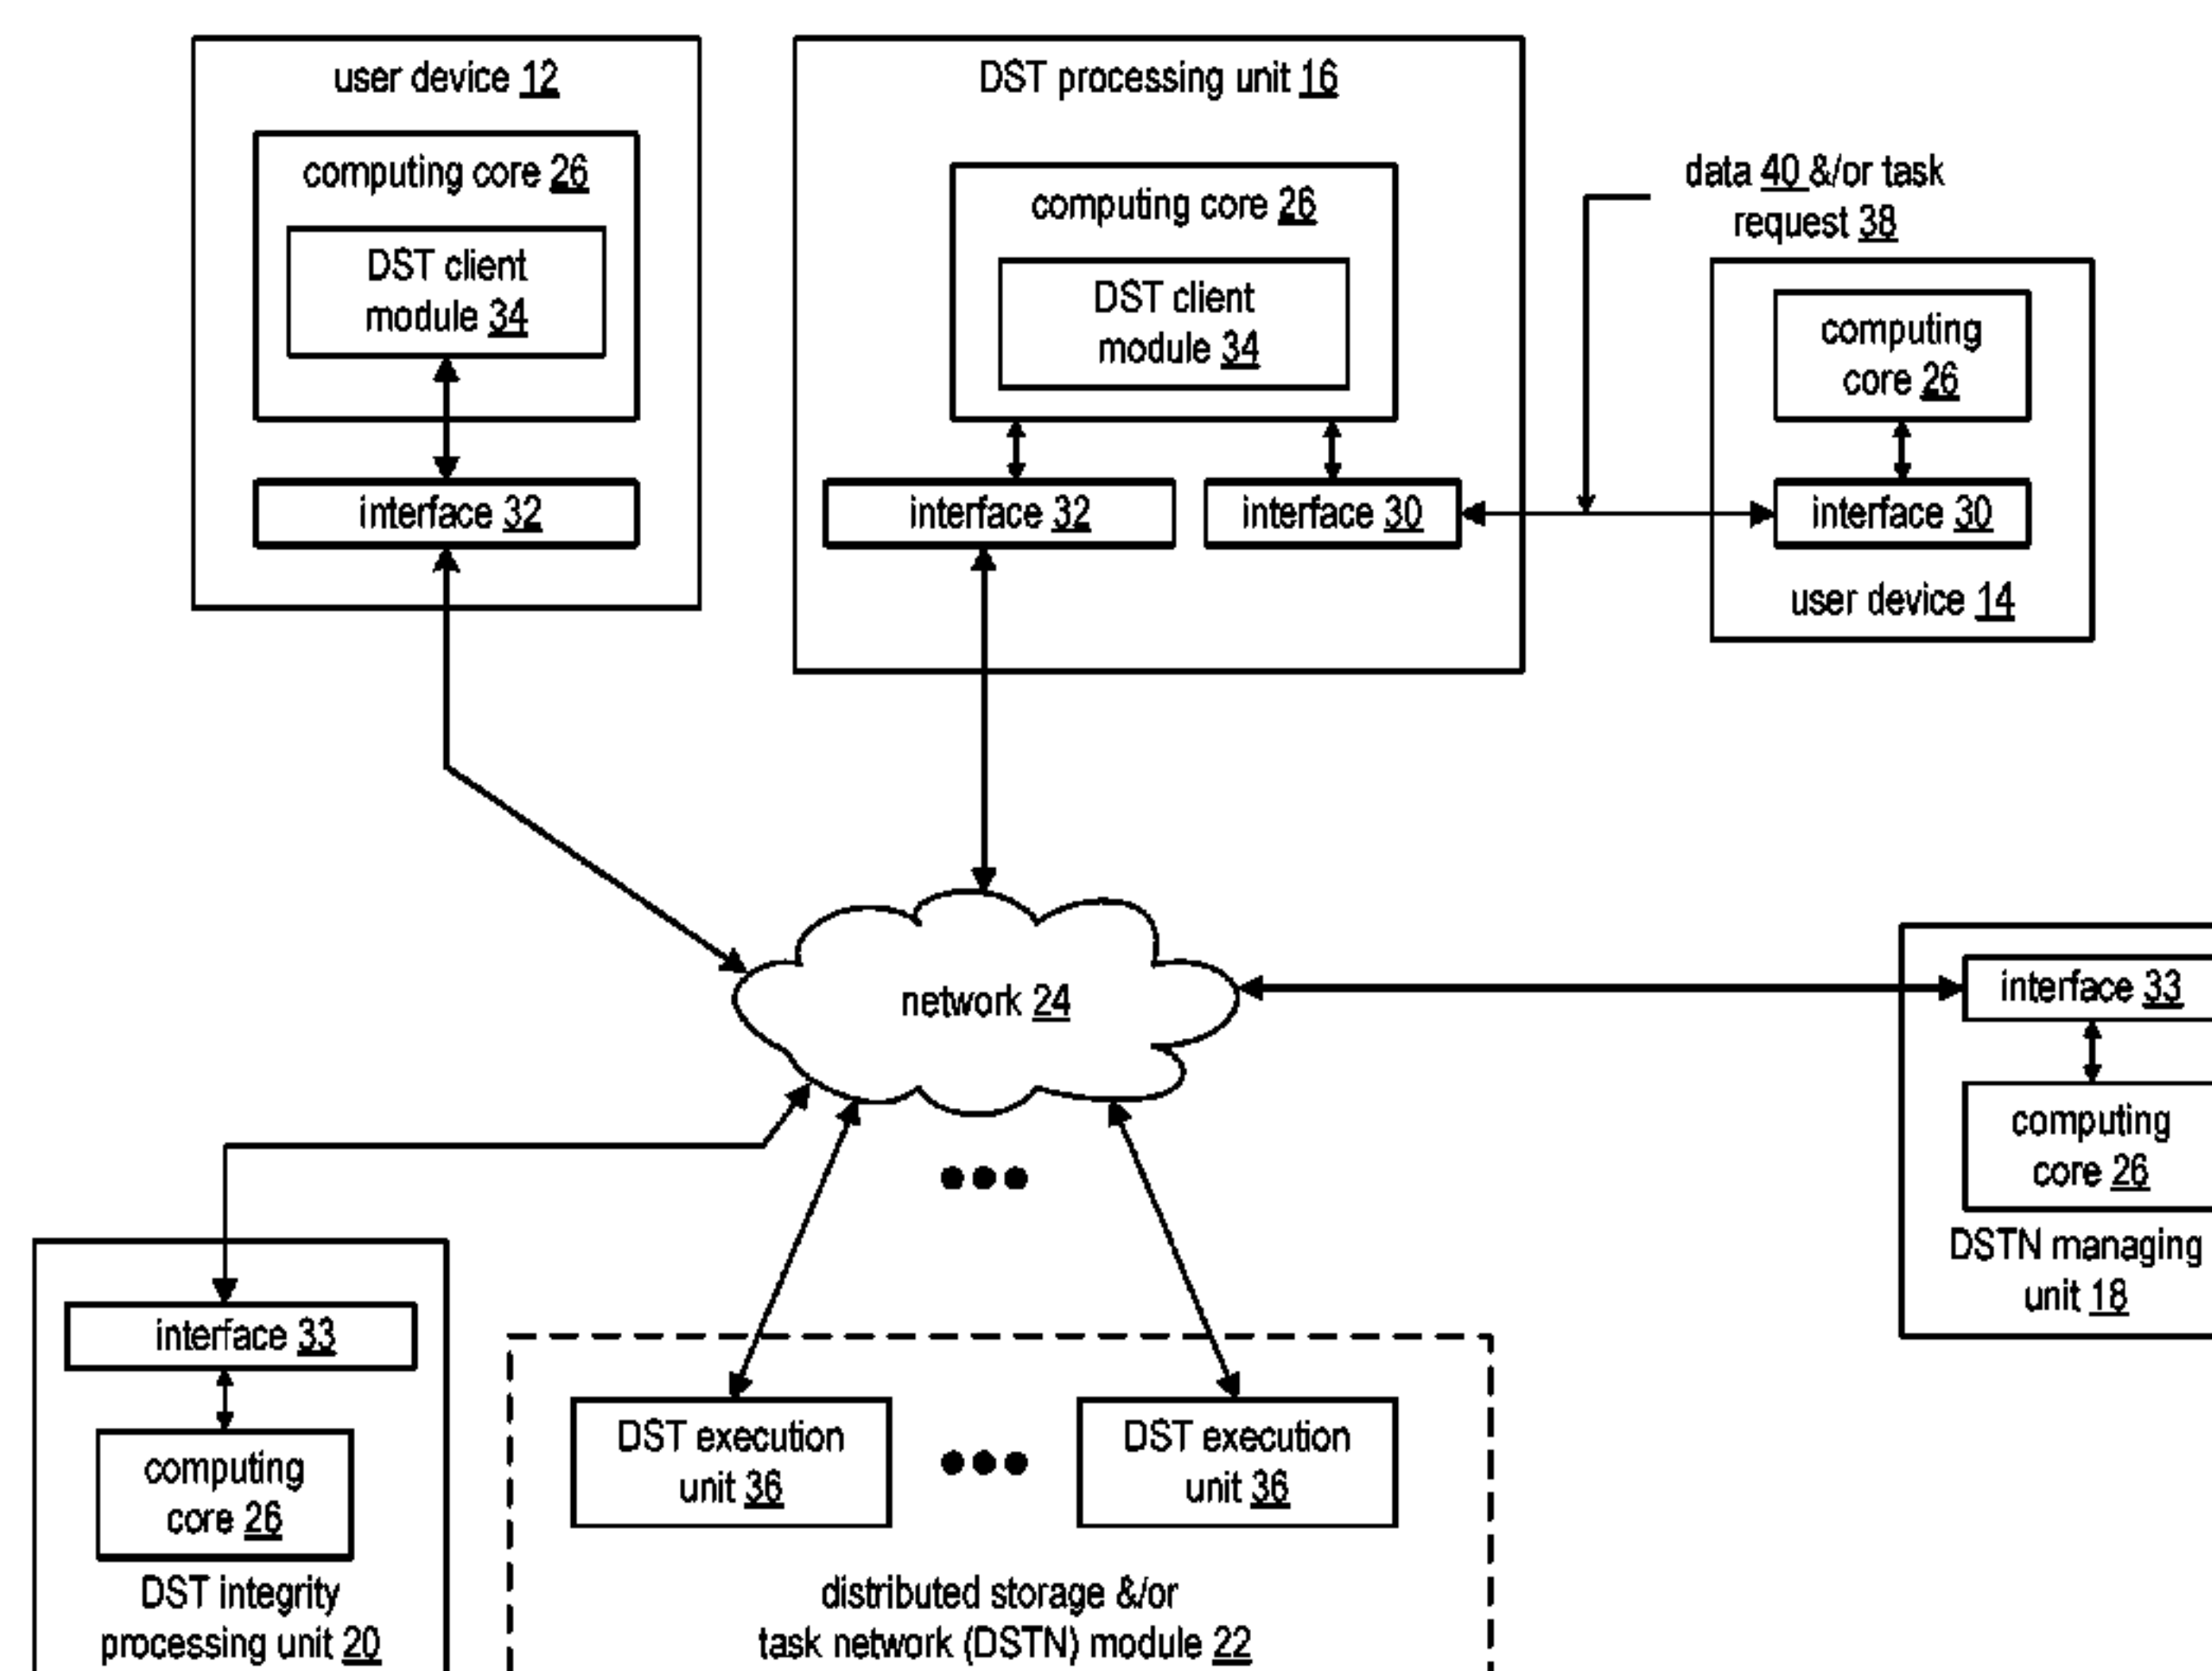 user device 12
computing core 26
DST client
module 34
interface 32
DST processing unit 16
computing core 26
DST client
module 34
interface 32
interface 30
data 40 &/or task
request 38
computing
core 26
interface 30
user device 14
network 24
interface 33
computing
core 26
DSTN managing
unit 18
interface 33
computing
core 26
DST integrity
processing unit 20
DST execution
unit 36
DST execution
unit 36
distributed storage &/or
task network (DSTN) module 22